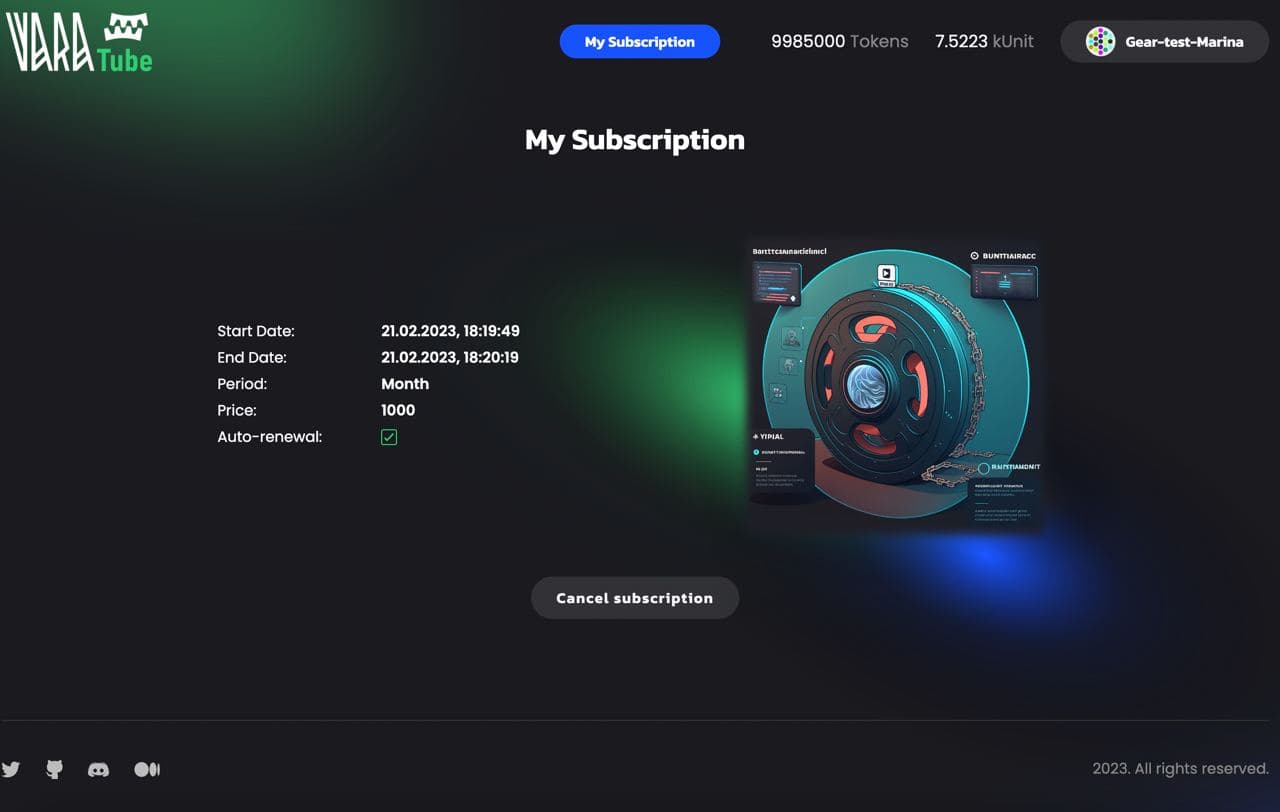 VARA
Tube
My Subscription
9985000 Tokens
7.5223 kUnit
Gear-test-Marina
My Subscription
Start Date: 21.02.2023, 18:19:49
End Date: 21.02.2023, 18:20:19
Period: Month
Price: 1000
Auto-renewal:
BUNTTIAIRACC
YIPIAL
Cancel subscription
2023. All rights reserved.